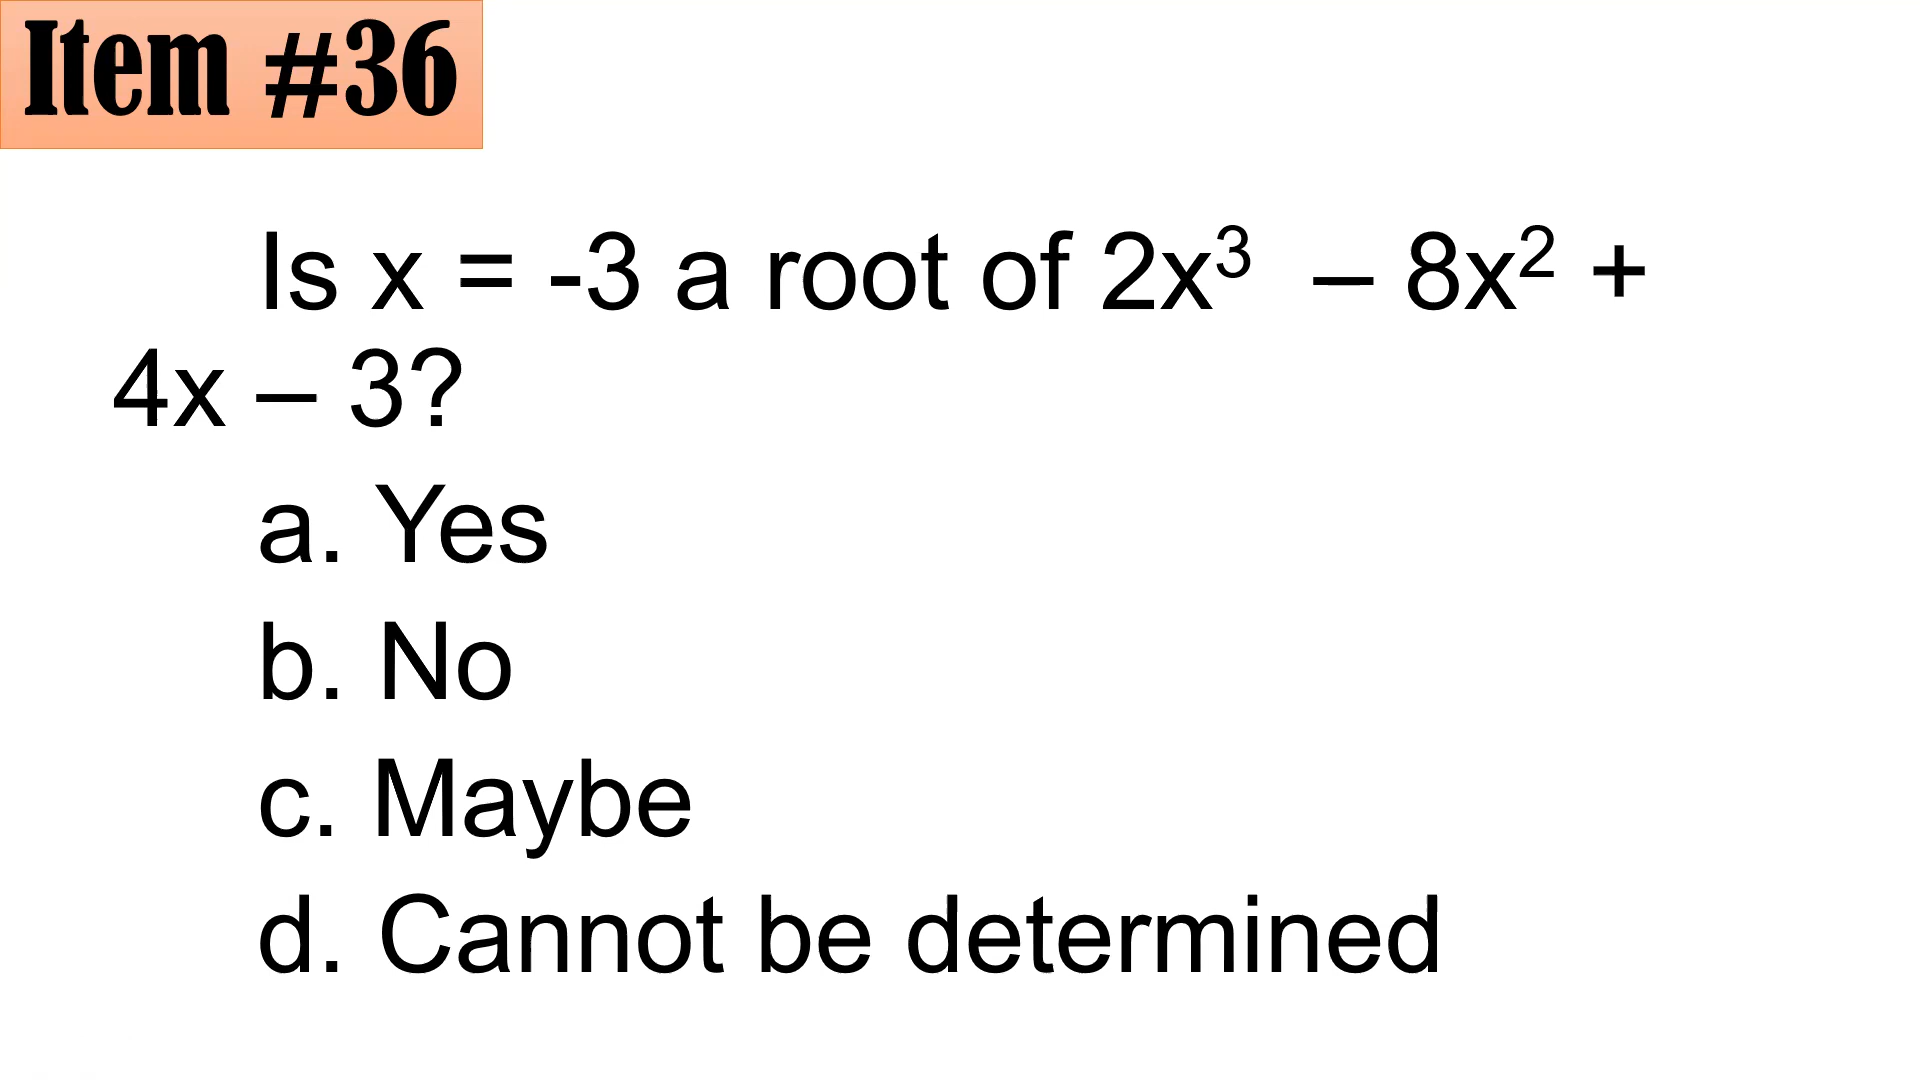 Item #36
Is x = -3 a root of 2x³ – 8x² +
4x – 3?
a. Yes
b. No
c. Maybe
d. Cannot be determined